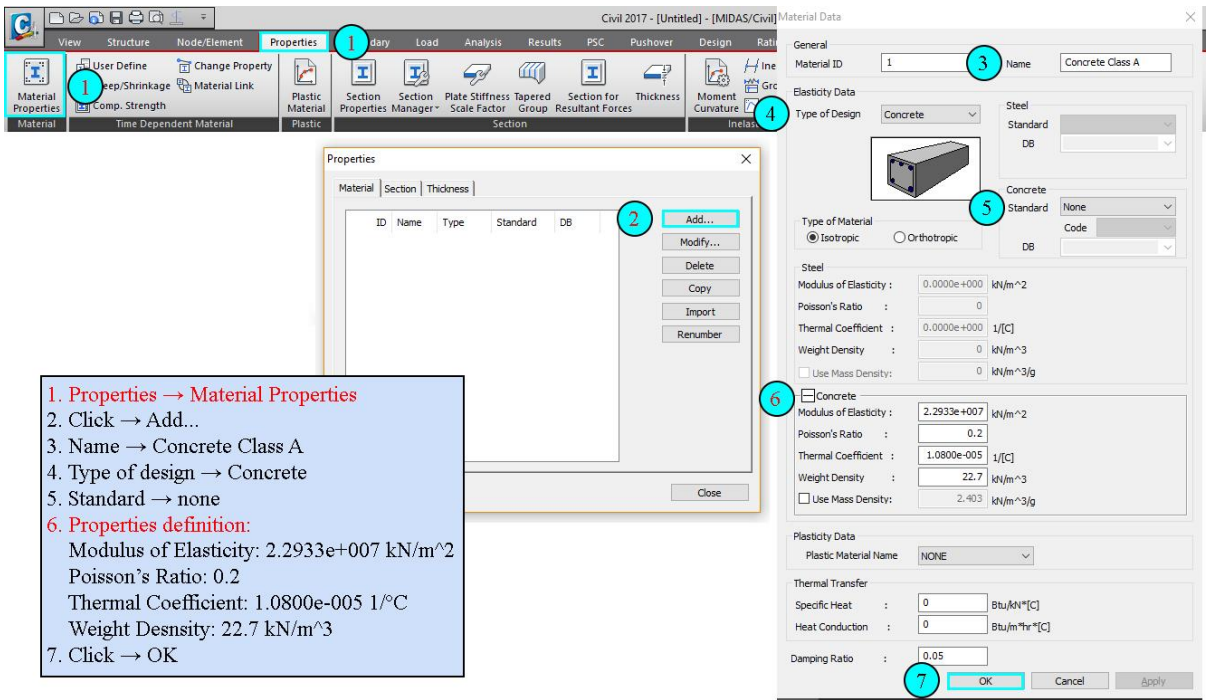 Civil 2017 - [Untitled] - [MIDAS/Civil]
View Structure Node/Element Properties 1 dary Load Analysis Results PSC Pushover Design Rati
Material Properties
1
User Define
eep/Shrinkage
Comp. Strength
Change Property
Material Link
Plastic Material
Section Properties
Section Manager
Plate Stiffness Scale Factor
Tapered Group
Section for Resultant Forces
Thickness
Moment Curvature
Ine
Gro
Material Time Dependent Material Plastic Section Inelas
Properties
Material Section Thickness
ID Name Type Standard DB
2 Add...
Modify...
Delete
Copy
Import
Renumber
Close
1. Properties → Material Properties
2. Click → Add...
3. Name → Concrete Class A
4. Type of design → Concrete
5. Standard → none
6. Properties definition:
Modulus of Elasticity: 2.2933e+007 kN/m^2
Poisson's Ratio: 0.2
Thermal Coefficient: 1.0800e-005 1/°C
Weight Desnsity: 22.7 kN/m^3
7. Click → OK
Material Data
General
Material ID 1 3 Name Concrete Class A
Elasticity Data
4 Type of Design Concrete
Steel
Standard
DB
Concrete
5 Standard None
Code
DB
Type of Material
Isotropic Orthotropic
Steel
Modulus of Elasticity : 0.0000e+000 kN/m^2
Poisson's Ratio : 0
Thermal Coefficient : 0.0000e+000 1/[C]
Weight Density : 0 kN/m^3
Use Mass Density: 0 kN/m^3/g
6 Concrete
Modulus of Elasticity : 2.2933e+007 kN/m^2
Poisson's Ratio : 0.2
Thermal Coefficient : 1.0800e-005 1/[C]
Weight Density : 22.7 kN/m^3
Use Mass Density: 2.403 kN/m^3/g
Plasticity Data
Plastic Material Name NONE
Thermal Transfer
Specific Heat : 0 Btu/kN*[C]
Heat Conduction : 0 Btu/m*hr*[C]
Damping Ratio : 0.05
7 OK Cancel Apply